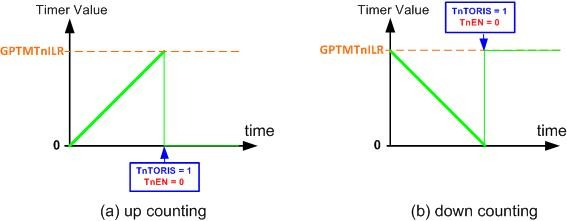 Timer Value
GPTMTnILR
0
time
TnTORIS = 1
TnEN = 0
(a) up counting
Timer Value
TnTORIS = 1
TnEN = 0
GPTMTnILR
0
time
(b) down counting